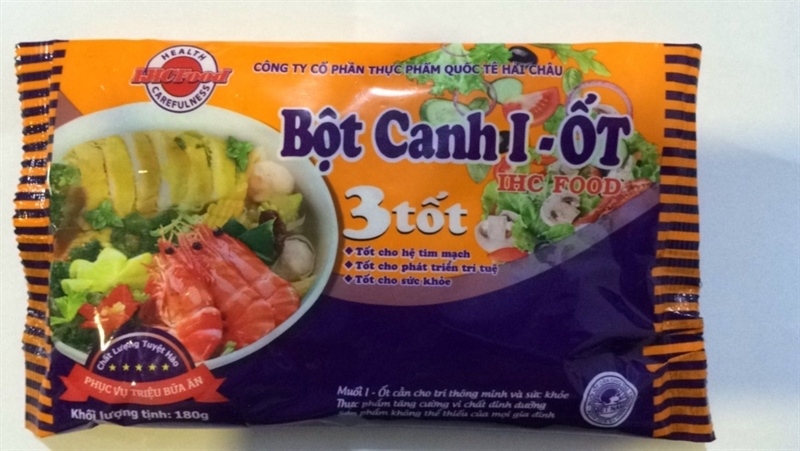 HEALTH
IHCFood
CAREFULNESS
CÔNG TY CỔ PHẦN THỰC PHẨM QUỐC TẾ HẢI CHÂU
Bột Canh I - ỐT
IHC FOOD
3 tốt
Tốt cho hệ tim mạch
Tốt cho phát triển trí tuệ
Tốt cho sức khỏe
Chất Lượng Tuyệt Hảo
PHỤC VỤ TRIỆU BỮA ĂN
Khối lượng tịnh: 180g
Muối I - Ốt cần cho trí thông minh và sức khỏe
Thực phẩm tăng cường vi chất dinh dưỡng
Sản phẩm không thể thiếu của mọi gia đình